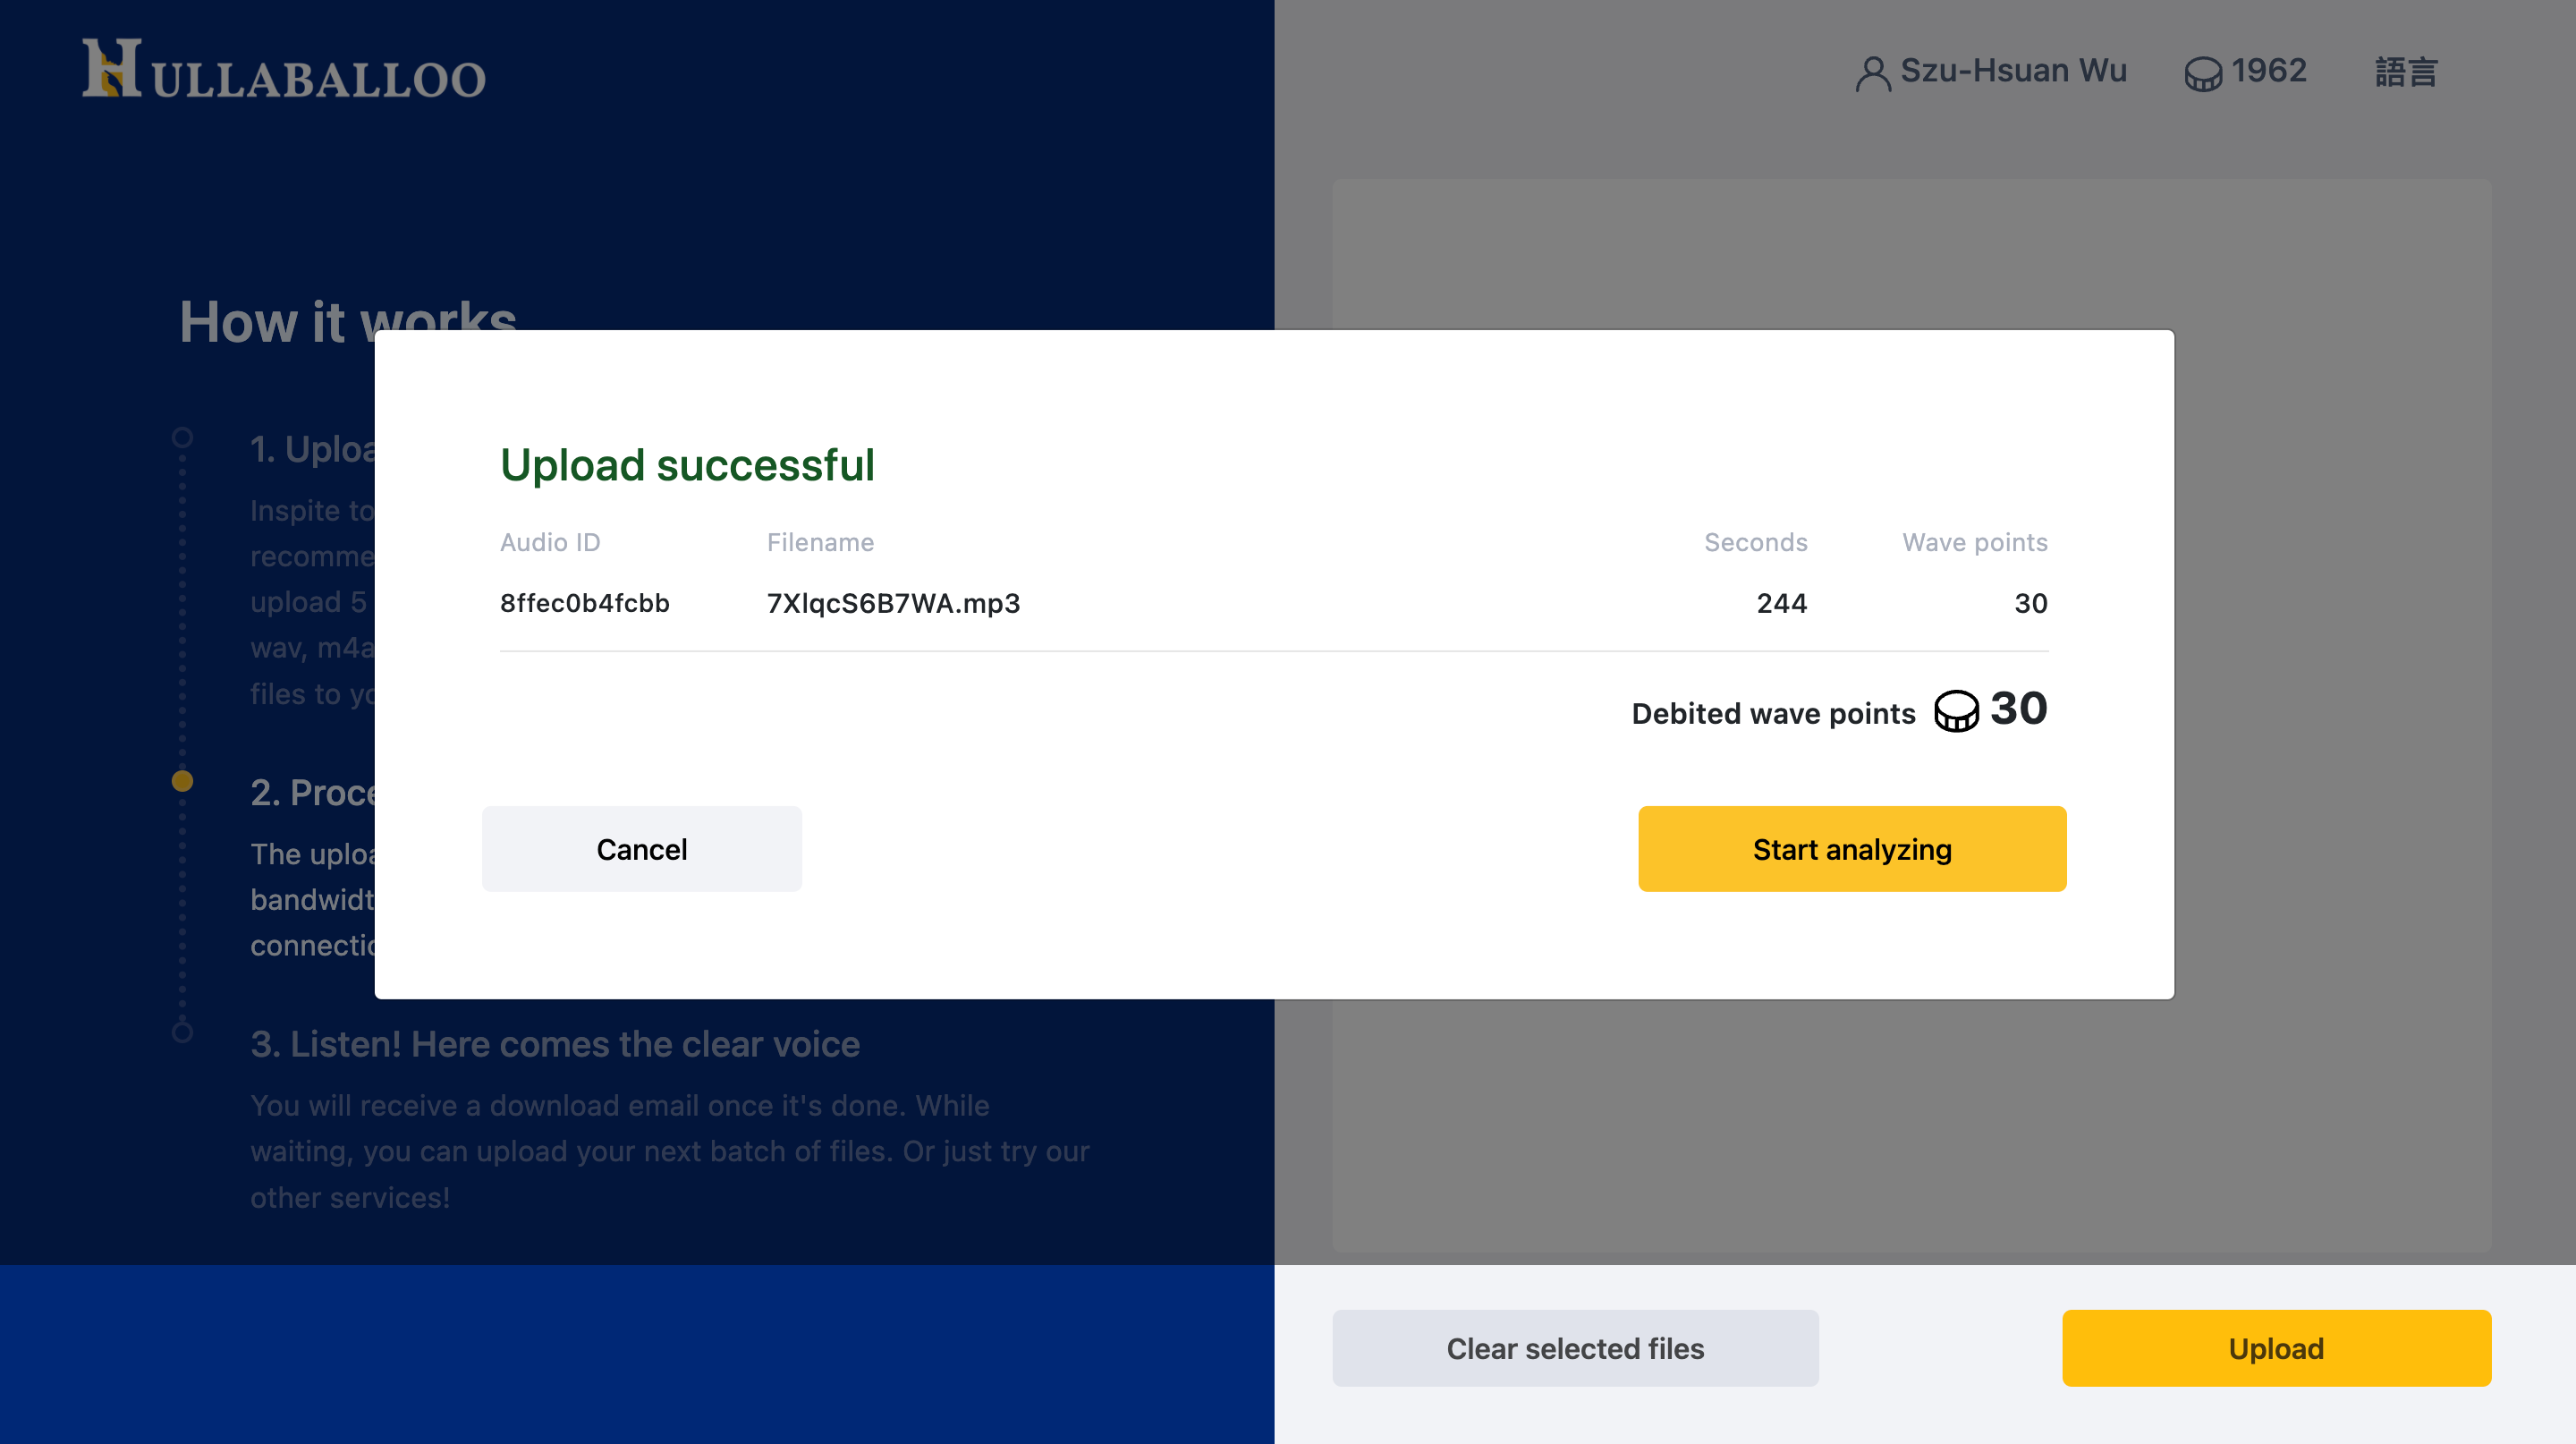 HULLABALLOO
Szu-Hsuan Wu
1962
語言
How it works
1. Uploa
Inspite to
recomme
upload 5
wav, m4a
files to yo
2. Proce
The uploa
bandwidt
connectio
Upload successful
Audio ID Filename Seconds Wave points
8ffec0b4fcbb 7XlqcS6B7WA.mp3 244 30
Debited wave points 30
Cancel
Start analyzing
3. Listen! Here comes the clear voice
You will receive a download email once it's done. While
waiting, you can upload your next batch of files. Or just try our
other services!
Clear selected files
Upload